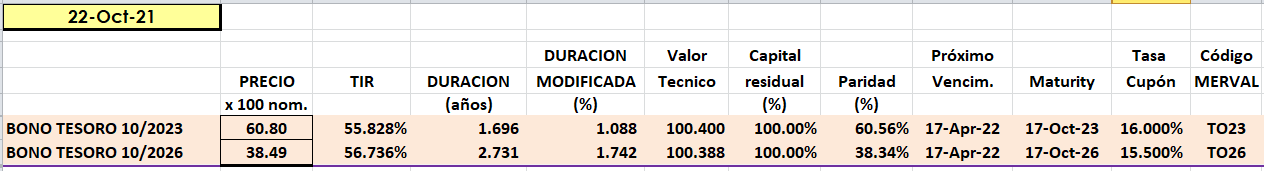 22-Oct-21
DURACION Valor Capital Próximo Tasa Código
PRECIO TIR DURACION MODIFICADA Tecnico residual Paridad Vencim. Maturity Cupón MERVAL
x 100 nom. (años) (%) (%) (%)
BONO TESORO 10/2023 60.80 55.828% 1.696 1.088 100.400 100.00% 60.56% 17-Apr-22 17-Oct-23 16.000% TO23
BONO TESORO 10/2026 38.49 56.736% 2.731 1.742 100.388 100.00% 38.34% 17-Apr-22 17-Oct-26 15.500% TO26